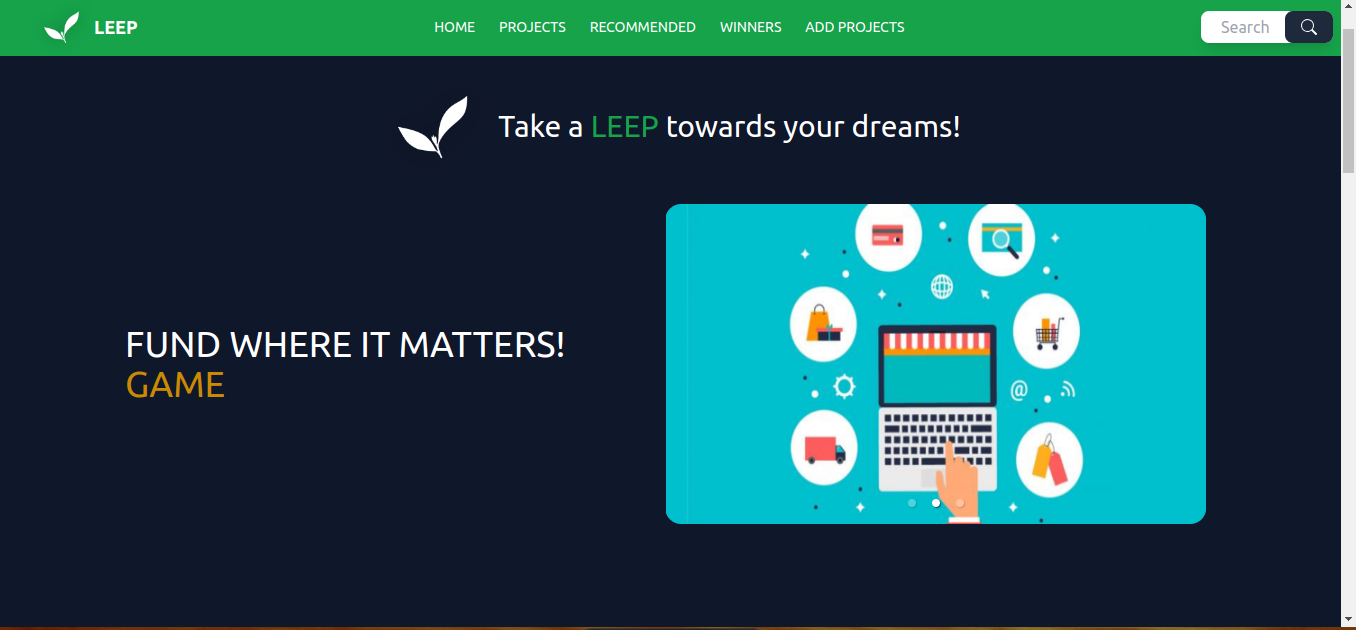 LEEP
HOME PROJECTS RECOMMENDED WINNERS ADD PROJECTS
Search
Take a LEEP towards your dreams!
FUND WHERE IT MATTERS!
GAME
@